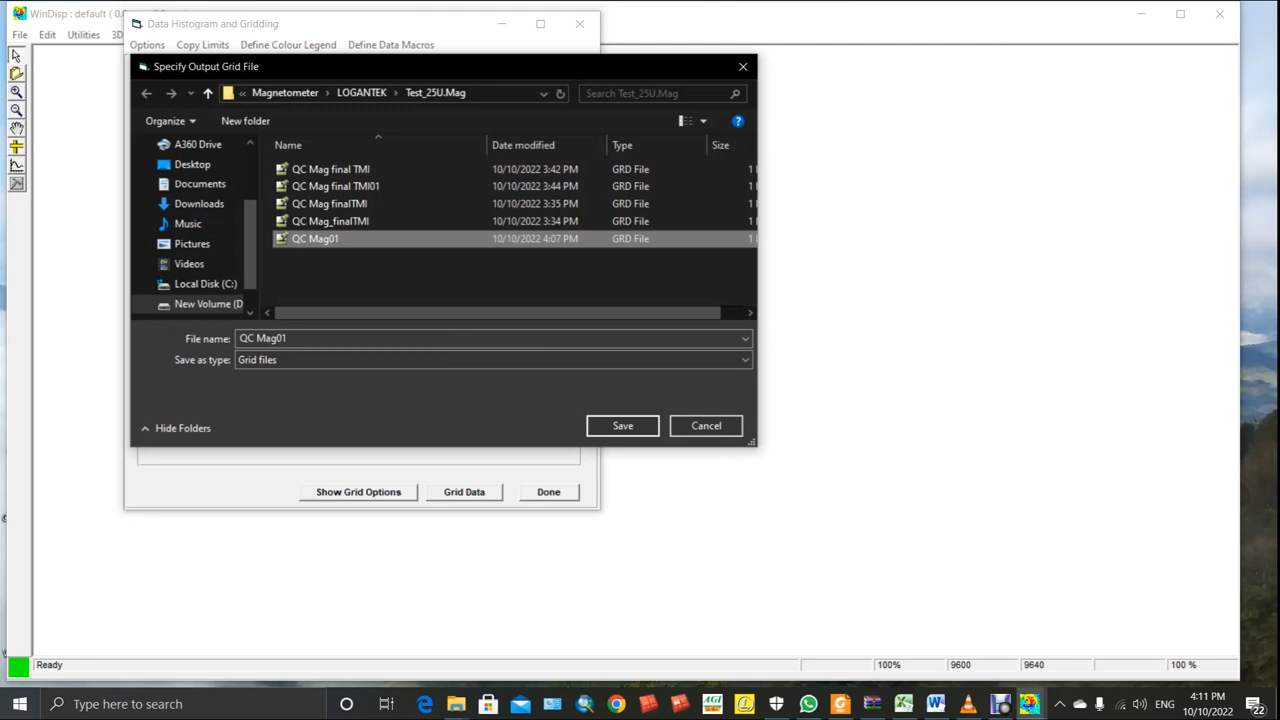 WinDisp : default ( 0.
Data Histogram and Gridding
File Edit Utilities 3D
Options Copy Limits Define Colour Legend Define Data Macros
Specify Output Grid File
« Magnetometer › LOGANTEK › Test_25U.Mag
Search Test_25U.Mag
Organize New folder
Name Date modified Type Size
A360 Drive
Desktop
Documents
Downloads
Music
Pictures
Videos
Local Disk (C:)
New Volume (D
QC Mag final TMI 10/10/2022 3:42 PM GRD File 1
QC Mag final TMI01 10/10/2022 3:44 PM GRD File 1
QC Mag finalTMI 10/10/2022 3:35 PM GRD File 1
QC Mag_finalTMI 10/10/2022 3:34 PM GRD File 1
QC Mag01 10/10/2022 4:07 PM GRD File 1
File name: QC Mag01
Save as type: Grid files
Hide Folders
Save Cancel
Show Grid Options Grid Data Done
Ready 100% 9600 9640 100 %
Type here to search
AGI
ENG
4:11 PM
10/10/2022
22